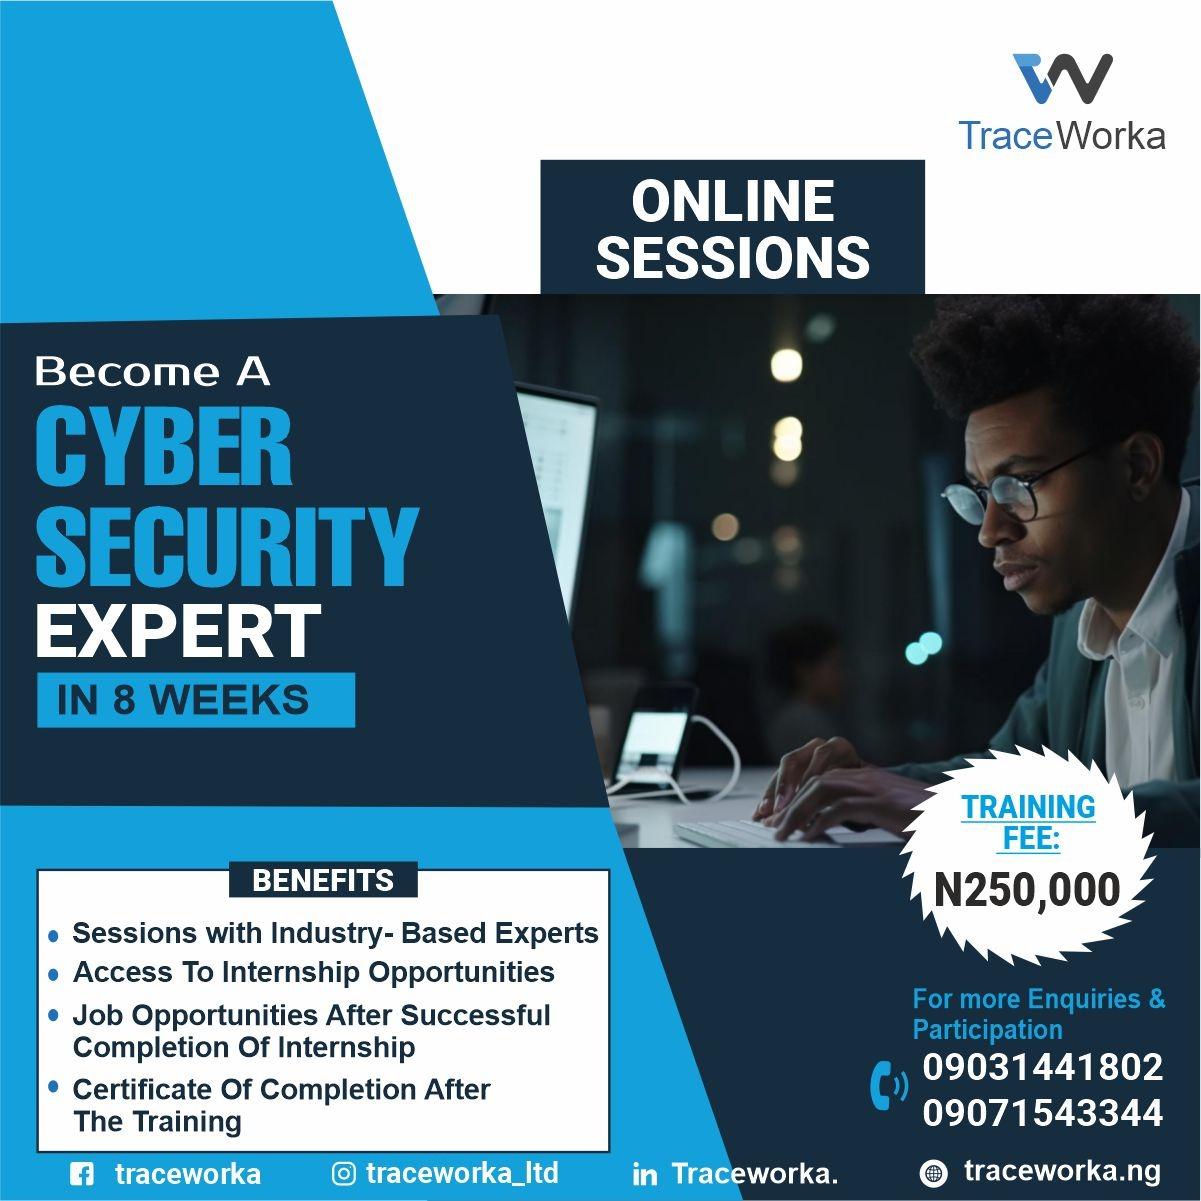 TraceWorka
ONLINE
SESSIONS
Become A
CYBER
SECURITY
EXPERT
IN 8 WEEKS
TRAINING
FEE:
N250,000
BENEFITS
• Sessions with Industry- Based Experts
• Access To Internship Opportunities
• Job Opportunities After Successful
Completion Of Internship
• Certificate Of Completion After
The Training
For more Enquiries &
Participation
09031441802
09071543344
traceworka
traceworka_ltd
in Traceworka.
traceworka.ng